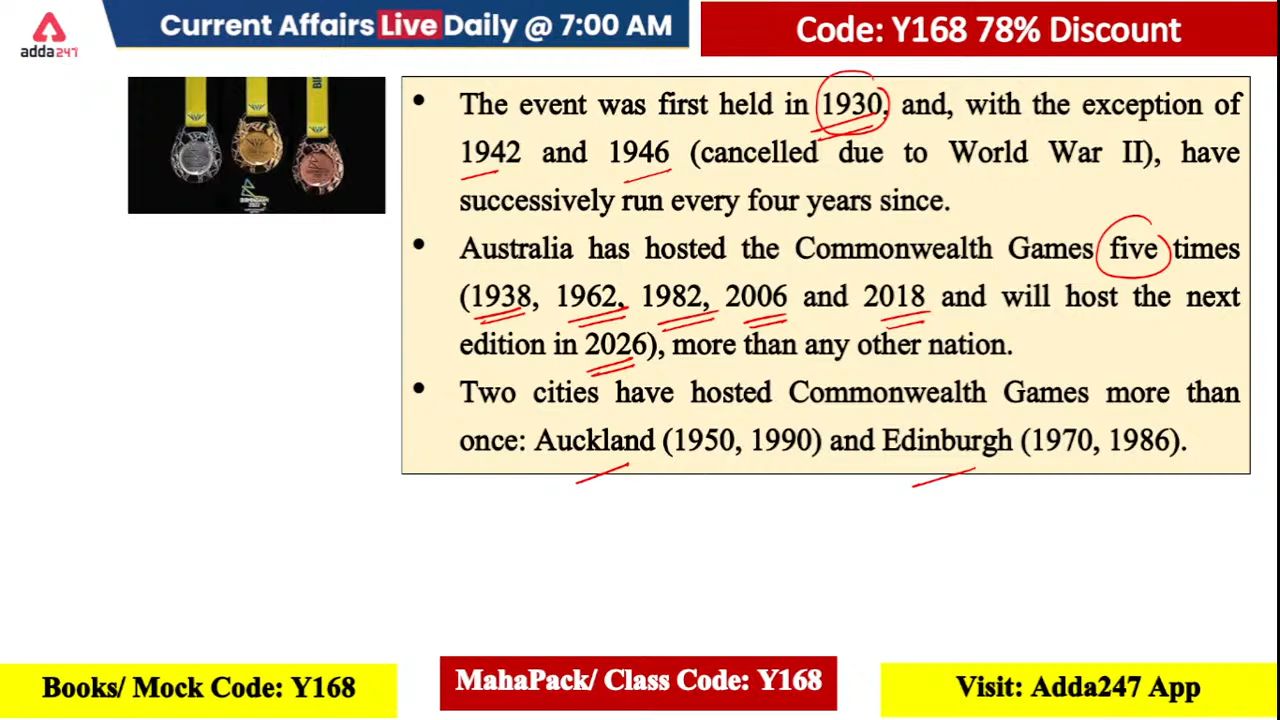 Current Affairs Live Daily @ 7:00 AM
Code: Y168 78% Discount
adda247
• The event was first held in 1930, and, with the exception of
1942 and 1946 (cancelled due to World War II), have
successively run every four years since.
• Australia has hosted the Commonwealth Games five times
(1938, 1962, 1982, 2006 and 2018 and will host the next
edition in 2026), more than any other nation.
• Two cities have hosted Commonwealth Games more than
once: Auckland (1950, 1990) and Edinburgh (1970, 1986).
Books/ Mock Code: Y168
MahaPack/ Class Code: Y168
Visit: Adda247 App